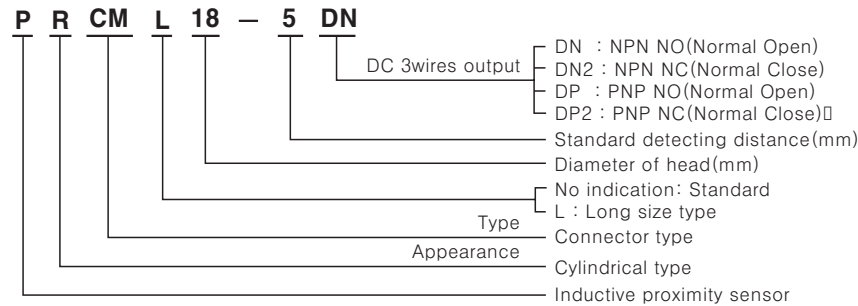 P R CM L 18 – 5 DN
DC 3wires output
DN : NPN NO(Normal Open)
DN2 : NPN NC(Normal Close)
DP : PNP NO(Normal Open)
DP2 : PNP NC(Normal Close)▯
Standard detecting distance(mm)
Diameter of head(mm)
No indication: Standard
L : Long size type
Type
Connector type
Appearance
Cylindrical type
Inductive proximity sensor